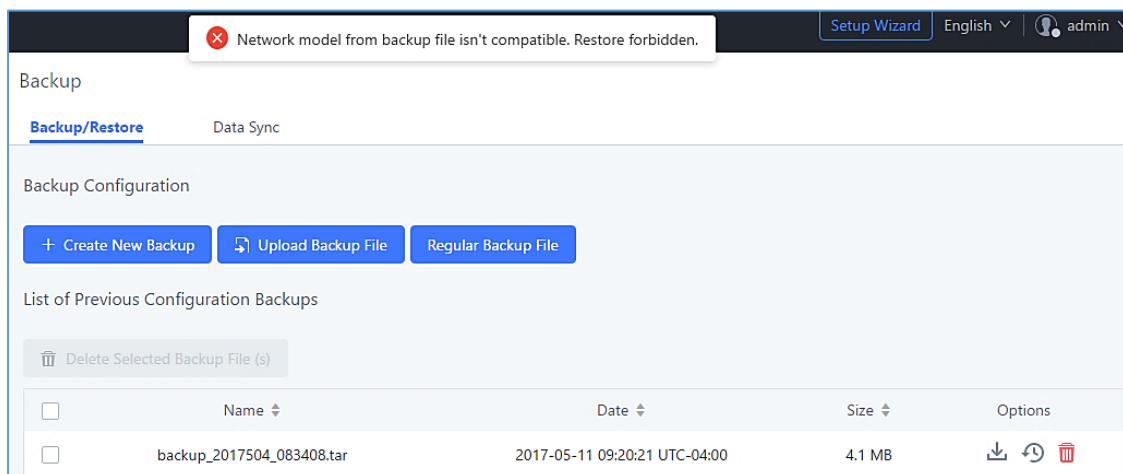 Setup Wizard English admin
Network model from backup file isn't compatible. Restore forbidden.
Backup
Backup/Restore Data Sync
Backup Configuration
+ Create New Backup Upload Backup File Regular Backup File
List of Previous Configuration Backups
Delete Selected Backup File (s)
Name Date Size Options
backup_2017504_083408.tar 2017-05-11 09:20:21 UTC-04:00 4.1 MB